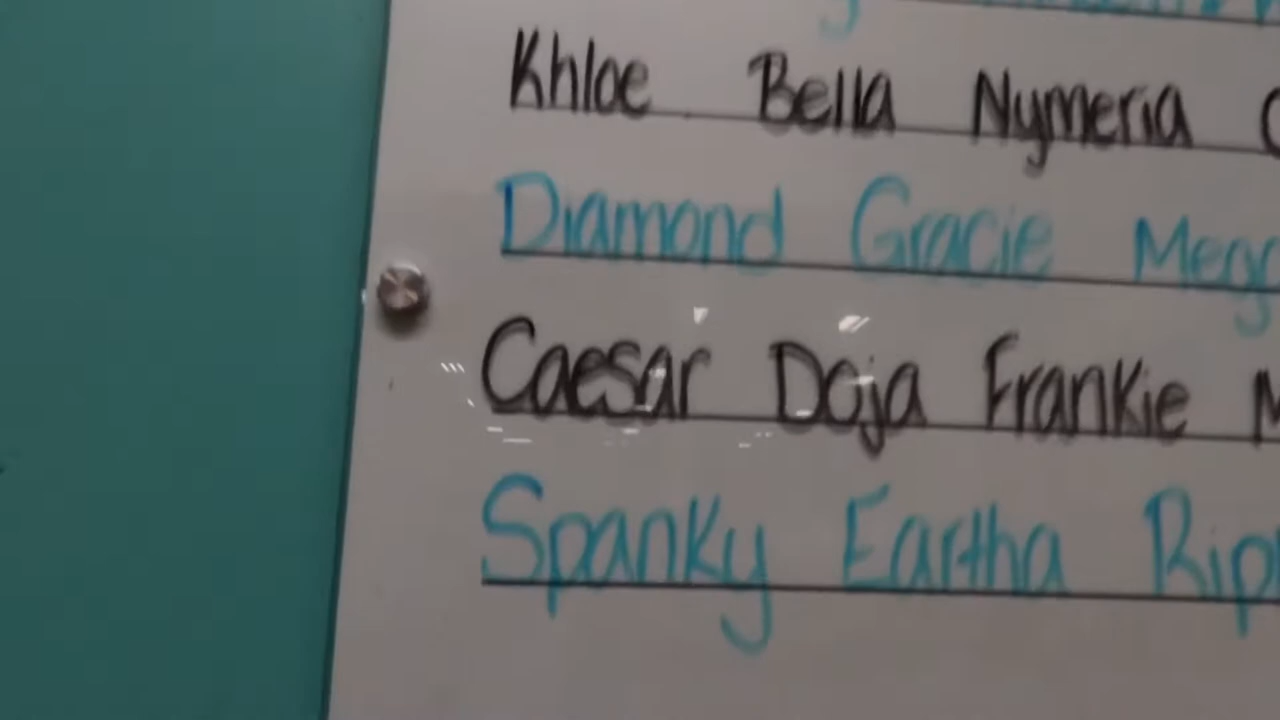 Khloe Bella Nymeria
Diamond Gracie
Caesar Doja Frankie
Spanky Eartha